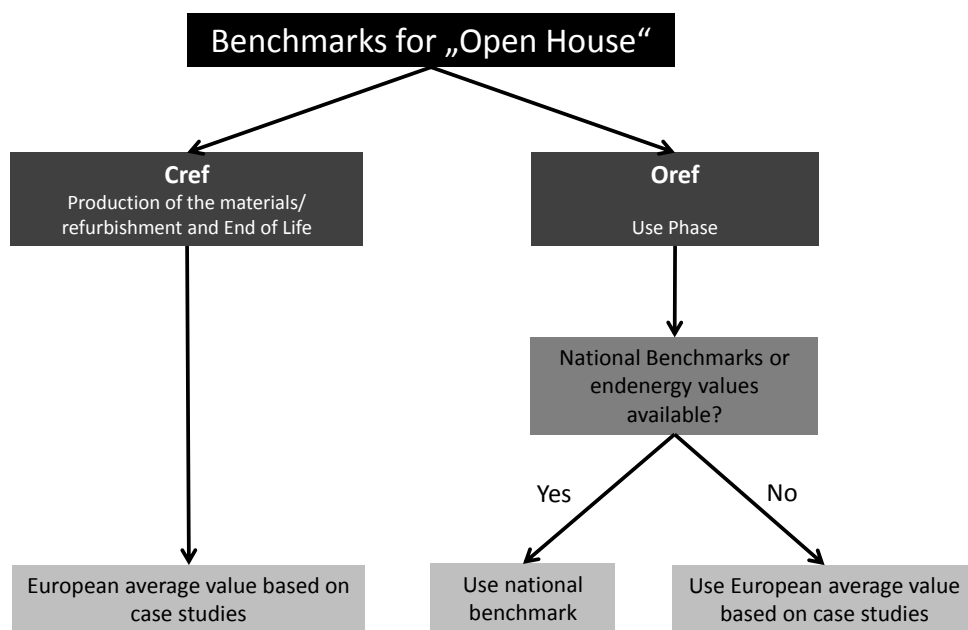 Benchmarks for „Open House“
Cref
Production of the materials/
refurbishment and End of Life
Oref
Use Phase
National Benchmarks or
endenergy values
available?
Yes
No
European average value based on
case studies
Use national
benchmark
Use European average value
based on case studies